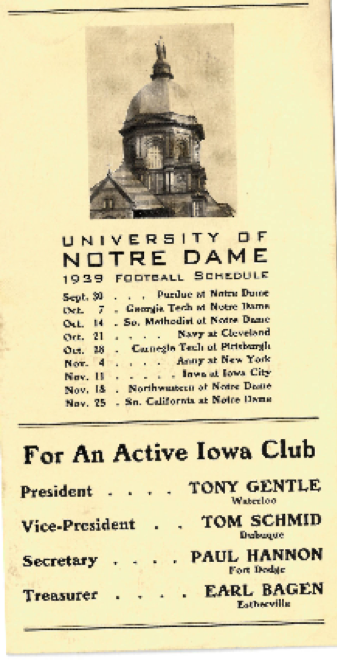 UNIVERSITY OF
NOTRE DAME
1939 FOOTBALL SCHEDULE
Sept. 30 . . . Purdue at Notre Dame
Oct. 7 . Georgia Tech at Notre Dame
Oct. 14 . So. Methodist at Notre Dame
Oct. 21 . . . . . Navy at Cleveland
Oct. 28 . Carnegie Tech at Pittsburgh
Nov. 4 . . . . . Army at New York
Nov. 11 . . . . . . Iowa at Iowa City
Nov. 18 . Northwestern at Notre Dame
Nov. 25 . So. California at Notre Dame
For An Active Iowa Club
President . . . . TONY GENTLE
Waterloo
Vice-President . . TOM SCHMID
Dubuque
Secretary . . . . PAUL HANNON
Fort Dodge
Treasurer . . . . EARL BAGEN
Estherville